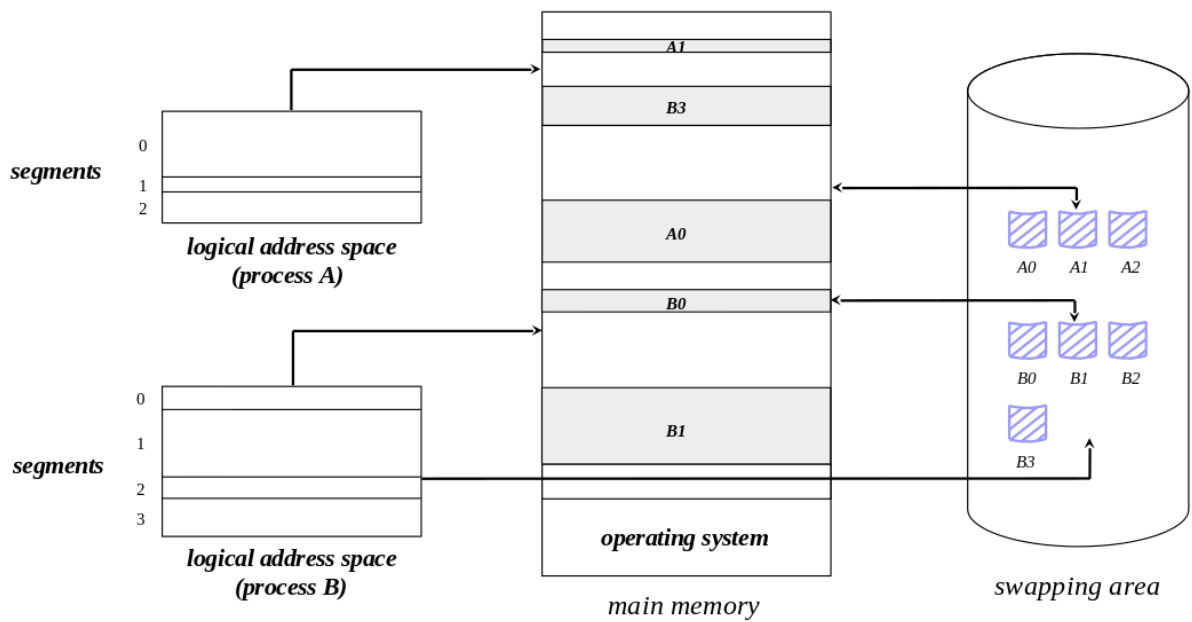 A1
B3
0
segments
1
2
logical address space
(process A)
A0
A0 A1 A2
B0
B0 B1 B2
0
1
B1
segments
2
3
B3
operating system
logical address space
(process B)
main memory
swapping area